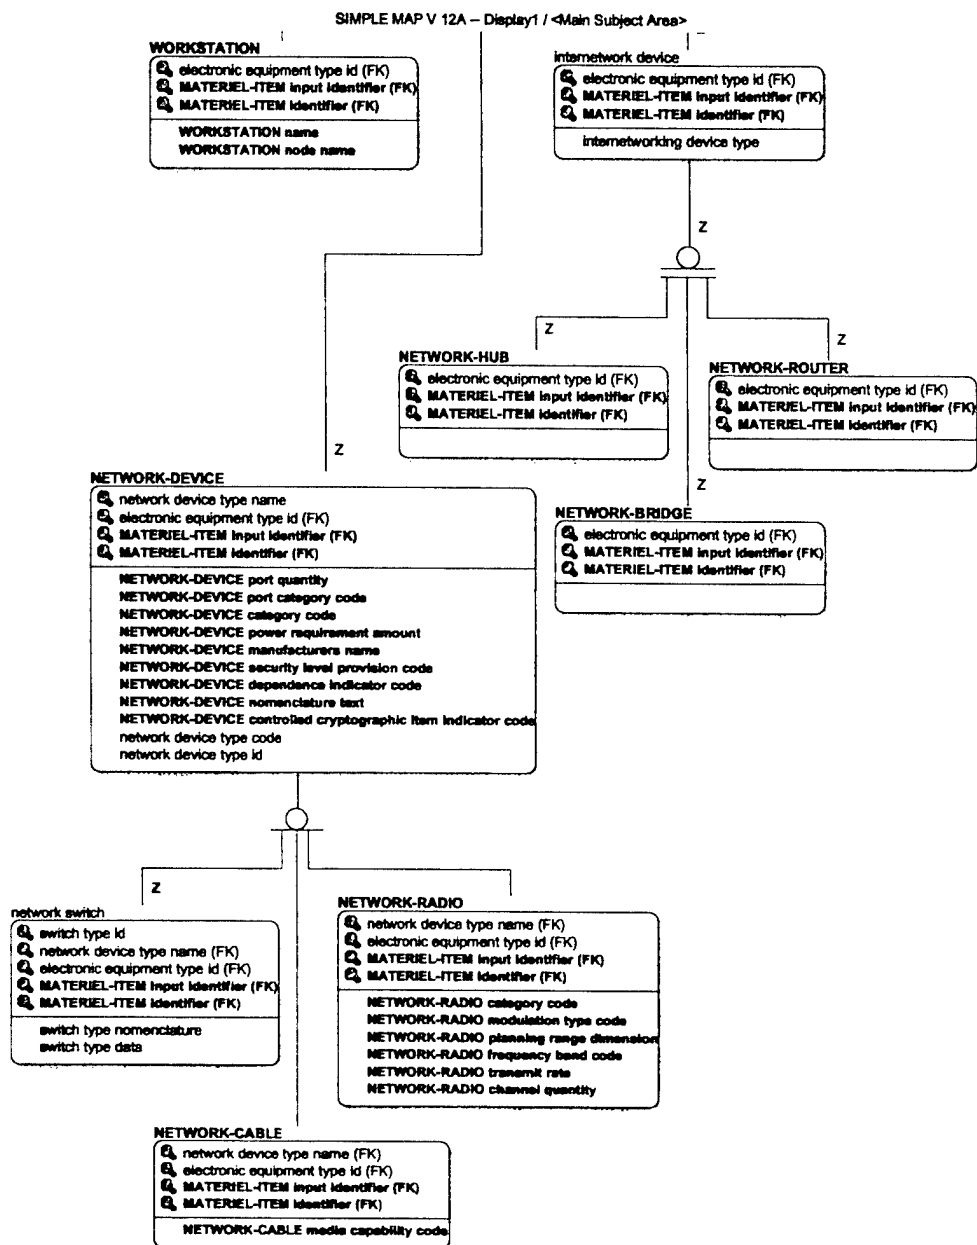 SIMPLE MAP V 12A – Display1 / <Main Subject Area>
WORKSTATION
electronic equipment type id (FK)
MATERIEL-ITEM input identifier (FK)
MATERIEL-ITEM identifier (FK)
WORKSTATION name
WORKSTATION node name
internetwork device
electronic equipment type id (FK)
MATERIEL-ITEM input identifier (FK)
MATERIEL-ITEM identifier (FK)
internetworking device type
Z
Z
Z
NETWORK-HUB
electronic equipment type id (FK)
MATERIEL-ITEM input identifier (FK)
MATERIEL-ITEM identifier (FK)
NETWORK-ROUTER
electronic equipment type id (FK)
MATERIEL-ITEM input identifier (FK)
MATERIEL-ITEM identifier (FK)
Z
Z
NETWORK-DEVICE
network device type name
electronic equipment type id (FK)
MATERIEL-ITEM input identifier (FK)
MATERIEL-ITEM identifier (FK)
NETWORK-DEVICE port quantity
NETWORK-DEVICE port category code
NETWORK-DEVICE category code
NETWORK-DEVICE power requirement amount
NETWORK-DEVICE manufacturers name
NETWORK-DEVICE security level provision code
NETWORK-DEVICE dependence indicator code
NETWORK-DEVICE nomenclature text
NETWORK-DEVICE controlled cryptographic item indicator code
network device type code
network device type id
NETWORK-BRIDGE
electronic equipment type id (FK)
MATERIEL-ITEM input identifier (FK)
MATERIEL-ITEM identifier (FK)
Z
network switch
switch type id
network device type name (FK)
electronic equipment type id (FK)
MATERIEL-ITEM input identifier (FK)
MATERIEL-ITEM identifier (FK)
switch type nomenclature
switch type data
NETWORK-RADIO
network device type name (FK)
electronic equipment type id (FK)
MATERIEL-ITEM input identifier (FK)
MATERIEL-ITEM identifier (FK)
NETWORK-RADIO category code
NETWORK-RADIO modulation type code
NETWORK-RADIO planning range dimension
NETWORK-RADIO frequency band code
NETWORK-RADIO transmit rate
NETWORK-RADIO channel quantity
NETWORK-CABLE
network device type name (FK)
electronic equipment type id (FK)
MATERIEL-ITEM input identifier (FK)
MATERIEL-ITEM identifier (FK)
NETWORK-CABLE media capability code